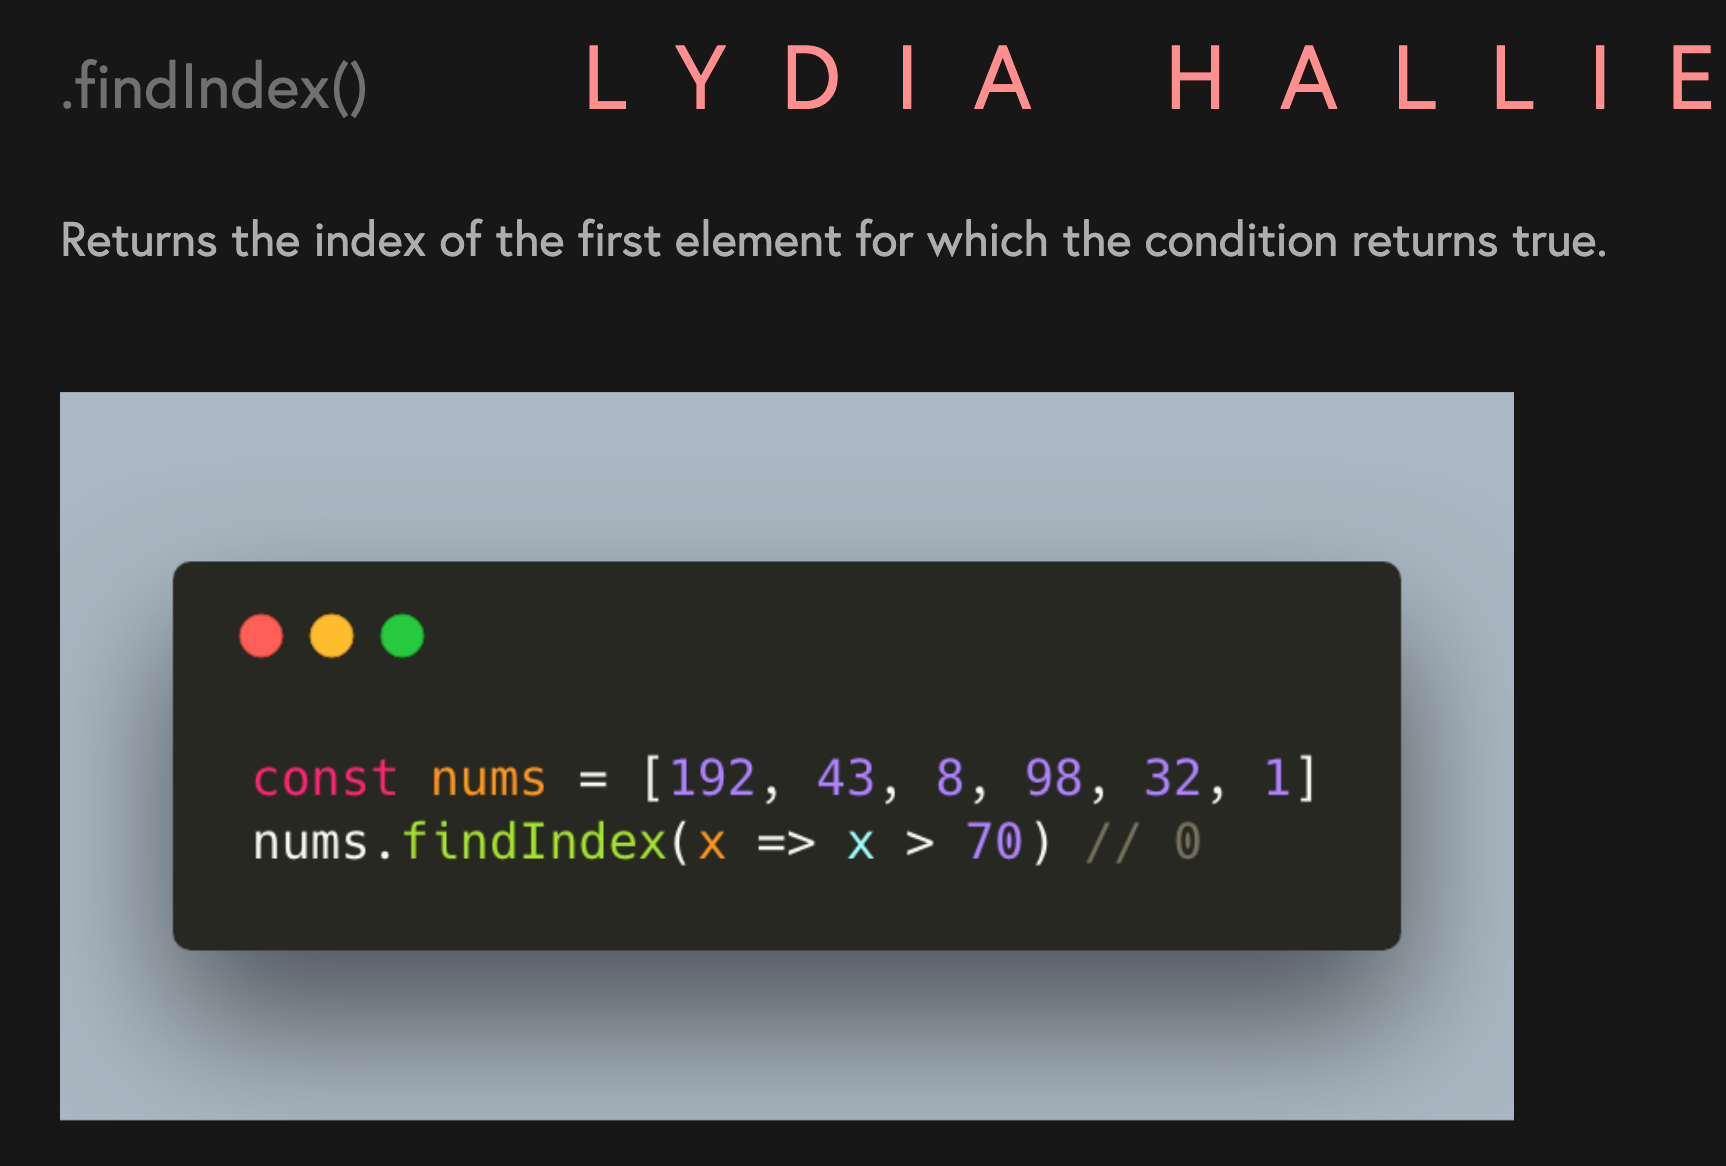 .findIndex()
LYDIA HALLIE
Returns the index of the first element for which the condition returns true.
const nums = [192, 43, 8, 98, 32, 1]
nums.findIndex(x => x > 70) // 0